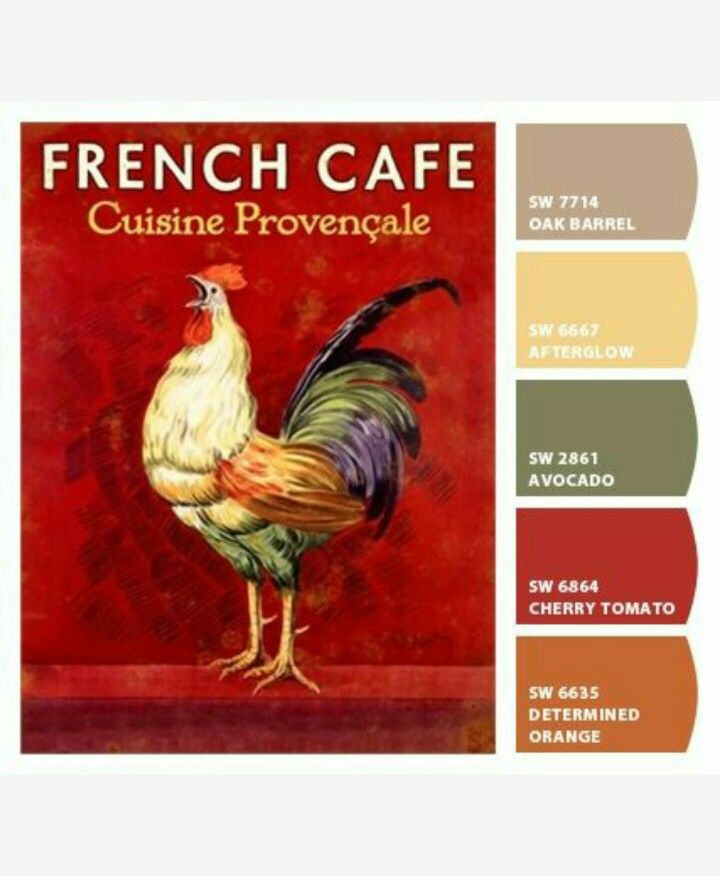 FRENCH CAFE
Cuisine Provençale
SW 7714
OAK BARREL
SW 6667
AFTERGLOW
SW 2861
AVOCADO
SW 6864
CHERRY TOMATO
SW 6635
DETERMINED
ORANGE